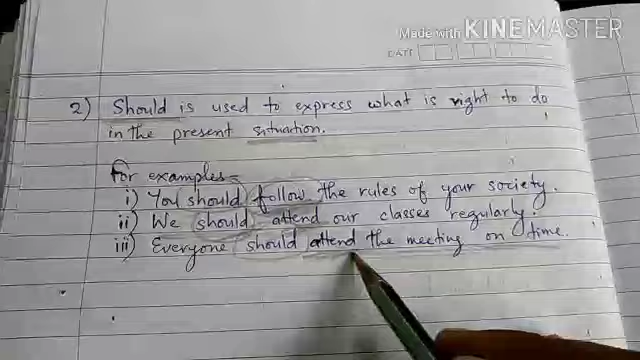 Made with KINEMASTER
DATE
2) Should is used to express what is right to do
in the present situation.
For examples=
i) You should follow the rules of your society.
ii) We should attend our classes regularly.
iii) Everyone should attend the meeting on time.